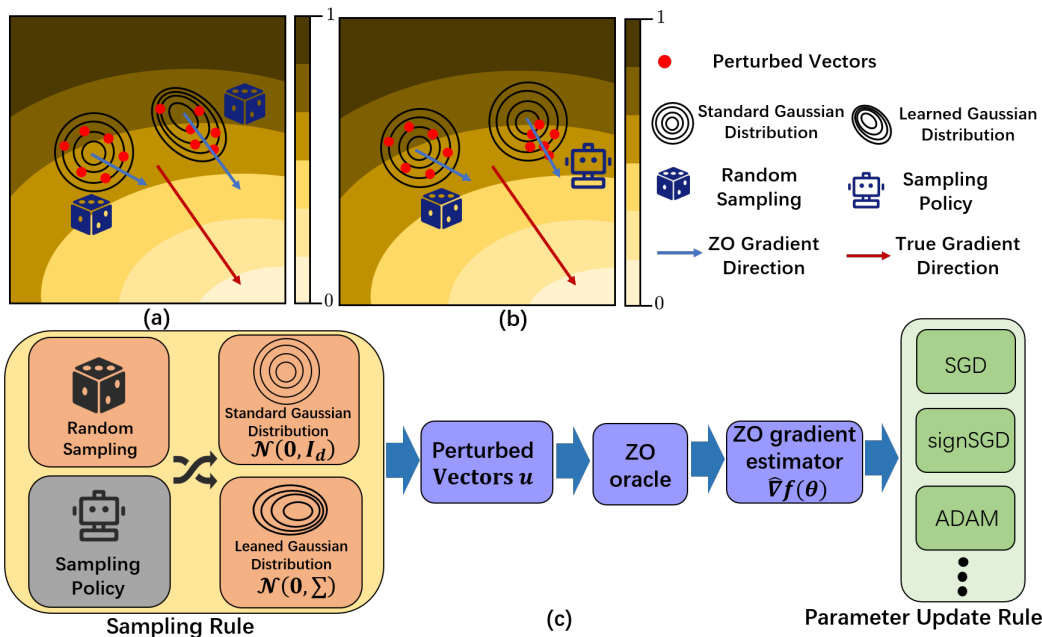 1
0
(a)
1
0
(b)
Perturbed Vectors
Standard Gaussian
Distribution
Learned Gaussian
Distribution
Random
Sampling
Sampling
Policy
ZO Gradient
Direction
True Gradient
Direction
Random
Sampling
Sampling
Policy
Standard Gaussian
Distribution
𝓝(0, I_d)
Leaned Gaussian
Distribution
𝓝(0, Σ)
Sampling Rule
Perturbed
Vectors u
ZO
oracle
ZO gradient
estimator
∇̂f(θ)
SGD
signSGD
ADAM
Parameter Update Rule
(c)